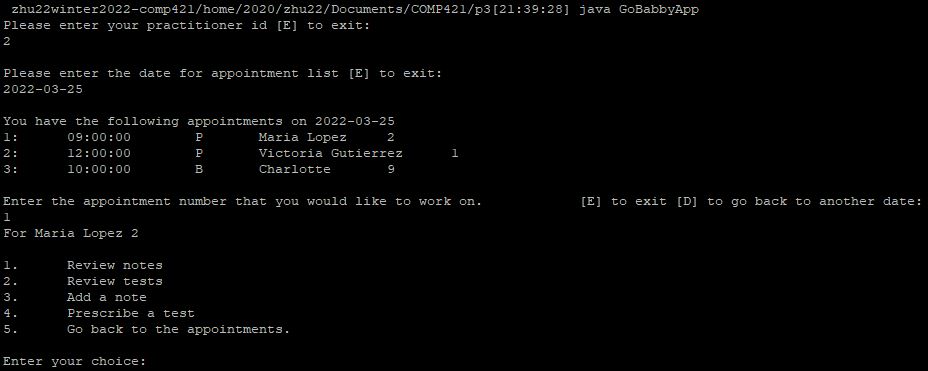 zhu22winter2022-comp421/home/2020/zhu22/Documents/COMP421/p3[21:39:28] java GoBabbyApp
Please enter your practitioner id [E] to exit:
2
Please enter the date for appointment list [E] to exit:
2022-03-25
You have the following appointments on 2022-03-25
1: 09:00:00 P Maria Lopez 2
2: 12:00:00 P Victoria Gutierrez 1
3: 10:00:00 B Charlotte 9
Enter the appointment number that you would like to work on. [E] to exit [D] to go back to another date:
1
For Maria Lopez 2
1. Review notes
2. Review tests
3. Add a note
4. Prescribe a test
5. Go back to the appointments.
Enter your choice: